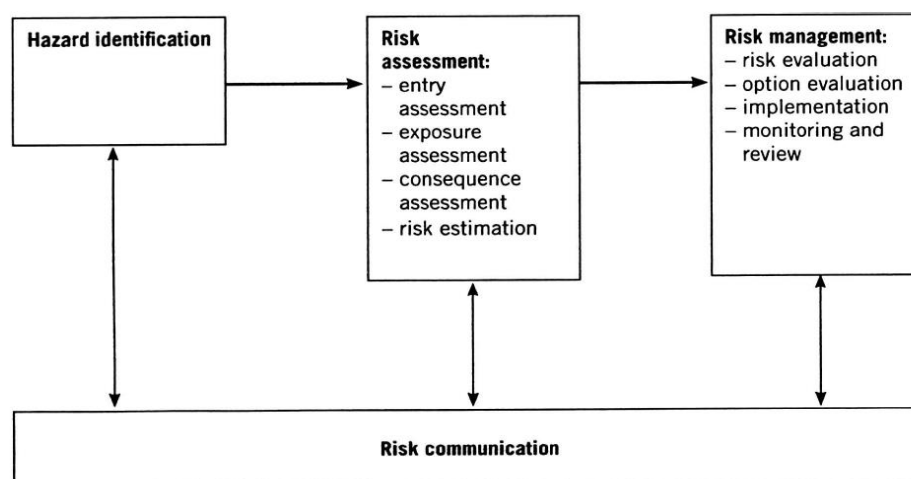 Hazard identification
Risk
assessment:
– entry
assessment
– exposure
assessment
– consequence
assessment
– risk estimation
Risk management:
– risk evaluation
– option evaluation
– implementation
– monitoring and
review
Risk communication